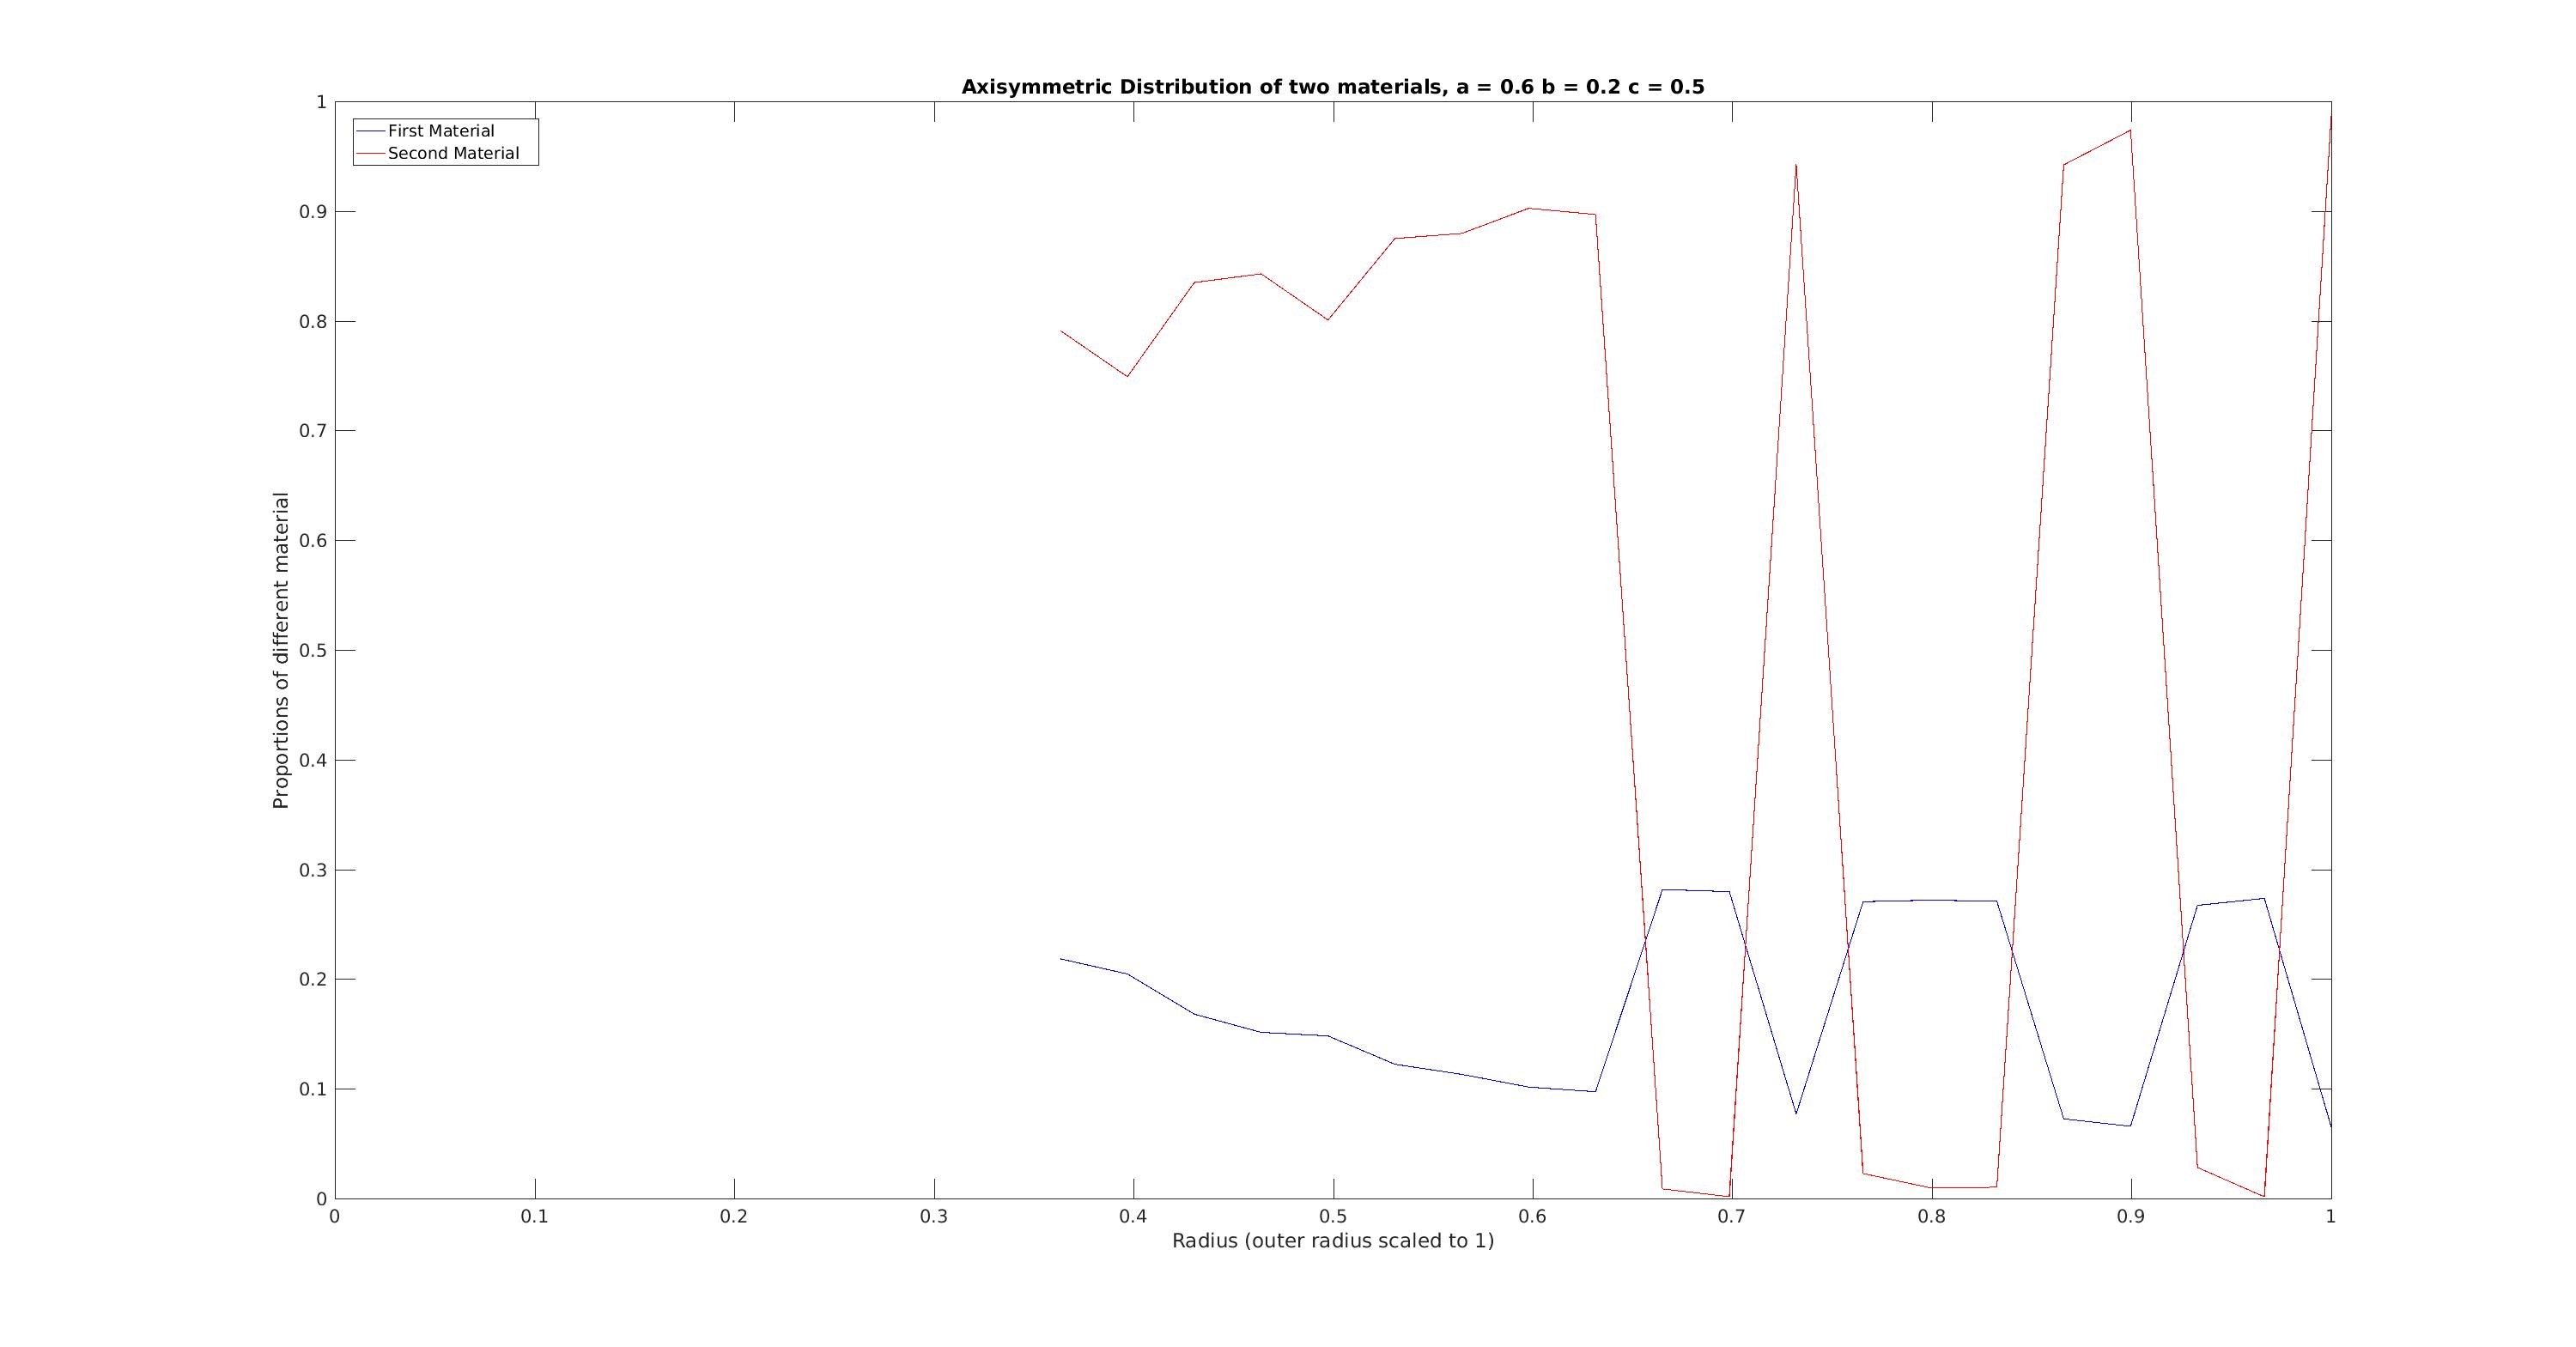 Axisymmetric Distribution of two materials, a = 0.6 b = 0.2 c = 0.5
First Material
Second Material
1
0.9
0.8
0.7
0.6
0.5
0.4
0.3
0.2
0.1
0
Proportions of different material
0 0.1 0.2 0.3 0.4 0.5 0.6 0.7 0.8 0.9 1
Radius (outer radius scaled to 1)